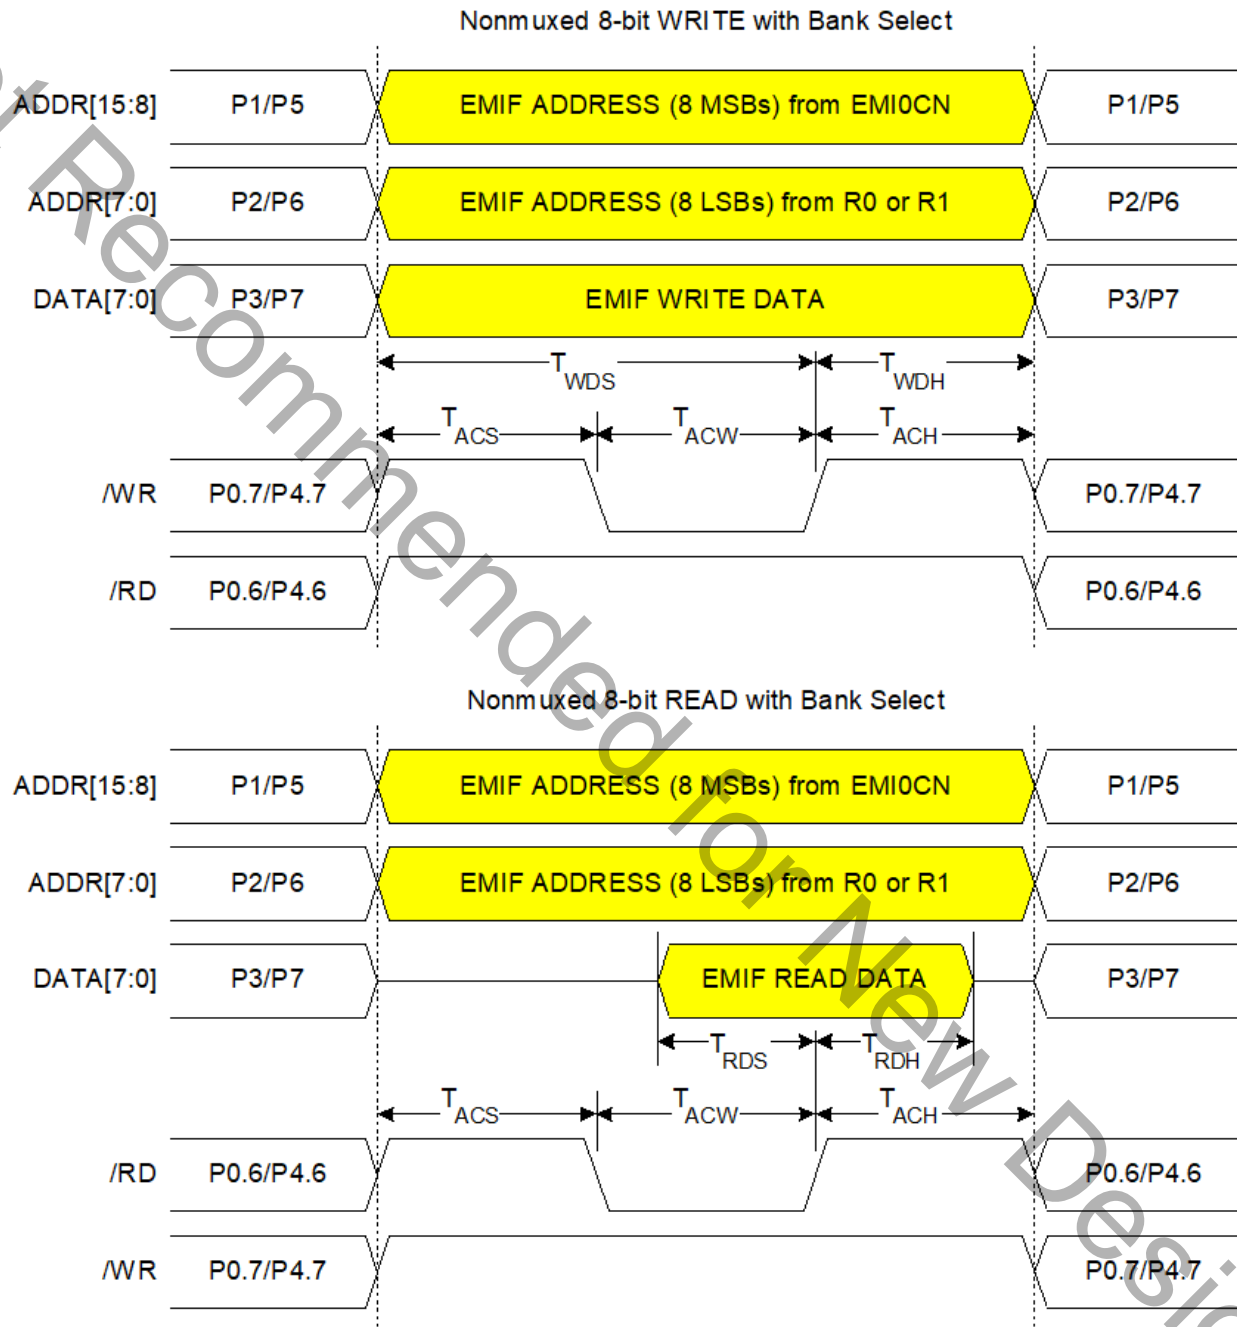 Nonmuxed 8-bit WRITE with Bank Select
ADDR[15:8] P1/P5 EMIF ADDRESS (8 MSBs) from EMI0CN P1/P5
ADDR[7:0] P2/P6 EMIF ADDRESS (8 LSBs) from R0 or R1 P2/P6
DATA[7:0] P3/P7 EMIF WRITE DATA P3/P7
TWDS TWDH
TACS TACW TACH
/WR P0.7/P4.7 P0.7/P4.7
/RD P0.6/P4.6 P0.6/P4.6
Nonmuxed 8-bit READ with Bank Select
ADDR[15:8] P1/P5 EMIF ADDRESS (8 MSBs) from EMI0CN P1/P5
ADDR[7:0] P2/P6 EMIF ADDRESS (8 LSBs) from R0 or R1 P2/P6
DATA[7:0] P3/P7 EMIF READ DATA P3/P7
TRDS TRDH
TACS TACW TACH
/RD P0.6/P4.6 P0.6/P4.6
/WR P0.7/P4.7 P0.7/P4.7
Recommended for New